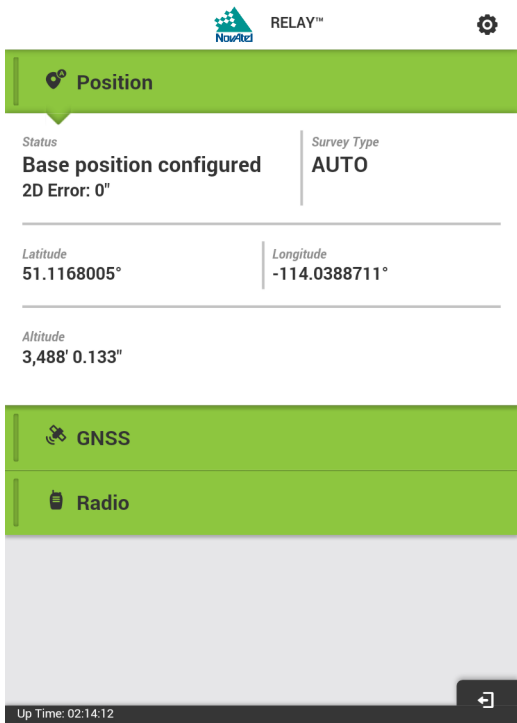 NovAtel RELAY™
Position
Status Survey Type
Base position configured AUTO
2D Error: 0"
Latitude Longitude
51.1168005° -114.0388711°
Altitude
3,488' 0.133"
GNSS
Radio
Up Time: 02:14:12